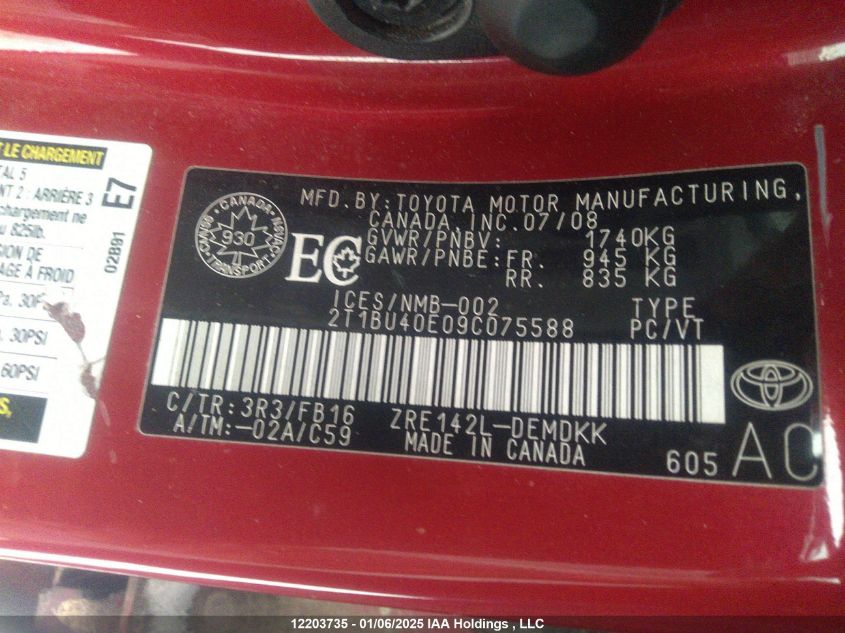 T LE CHARGEMENT
TAL 5
NT 2 : ARRIÈRE 3
chargement ne
au 825lb.
SION DE
AGE À FROID
Pa. 30P
. 30PSI
60PSI
S,
E7
02B91
MFD. BY: TOYOTA MOTOR MANUFACTURING,
CANADA, INC. 07/08
GVWR/PNBV: 1740KG
GAWR/PNBE: FR. 945 KG
RR. 835 KG
CANADA
930
TRANSPORT
EC
ICES/NMB-002 TYPE
2T1BU40E09C075588 PC/VT
C/TR: 3R3/FB16 ZRE142L-DEMDKK
A/TM: -02A/C59 MADE IN CANADA
605 AC
12203735 - 01/06/2025 IAA Holdings , LLC